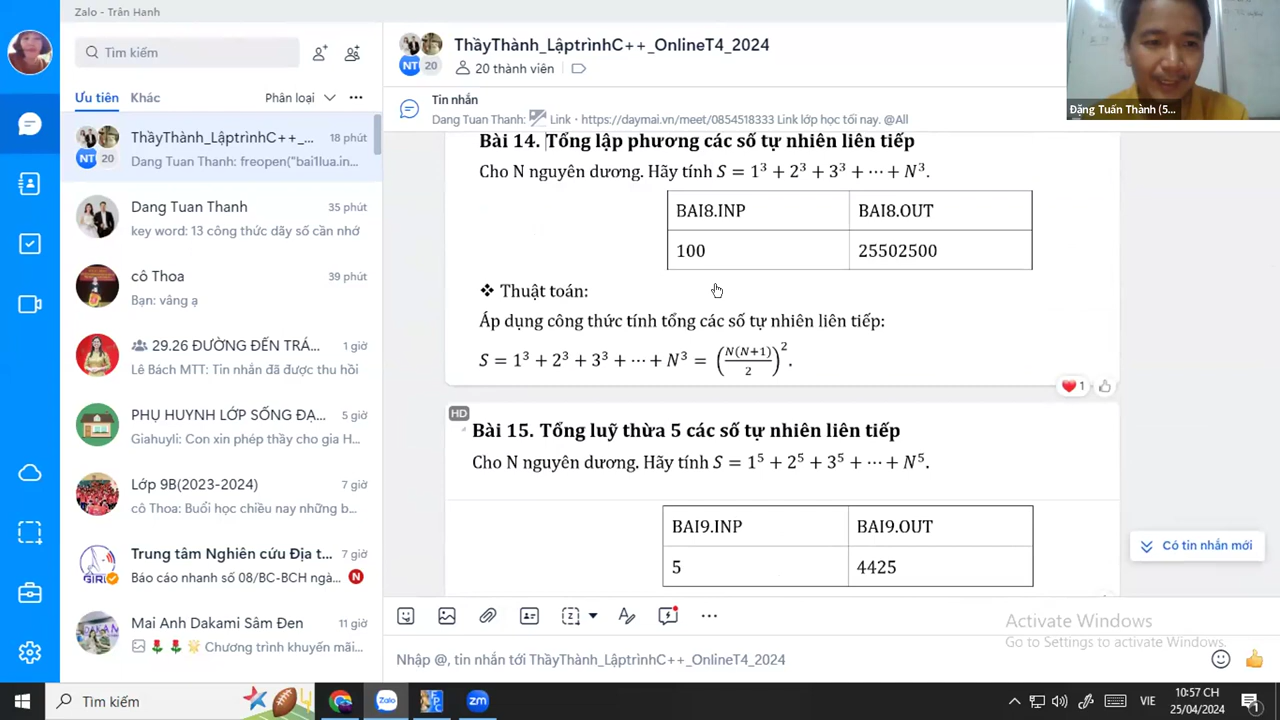 Zalo - Trân Hanh
Tìm kiếm
Ưu tiên
Khác
Phân loại
ThầyThành_LậptrìnhC++_...
18 phút
NT
20
Dang Tuan Thanh: freopen("bai1lua.in...
Dang Tuan Thanh
35 phút
key word: 13 công thức dãy số cần nhớ
cô Thoa
39 phút
Bạn: vâng ạ
29.26 ĐƯỜNG ĐẾN TRÁ...
1 giờ
Lê Bách MTT: Tin nhắn đã được thu hồi
PHỤ HUYNH LỚP SỐNG ĐẠ...
5 giờ
Giahuyli: Con xin phép thầy cho gia H...
Lớp 9B(2023-2024)
7 giờ
cô Thoa: Buổi học chiều nay những b...
Trung tâm Nghiên cứu Địa t...
7 giờ
Báo cáo nhanh số 08/BC-BCH ngà...
N
Mai Anh Dakami Sâm Đen
11 giờ
Chương trình khuyến mãi...
ThầyThành_LậptrìnhC++_OnlineT4_2024
NT
20
20 thành viên
Tin nhắn
Dang Tuan Thanh: Link · https://daymai.vn/meet/0854518333 Link lớp học tối nay. @All
Đặng Tuấn Thành (5...
Bài 14. Tổng lập phương các số tự nhiên liên tiếp
Cho N nguyên dương. Hãy tính S = 1³ + 2³ + 3³ + ⋯ + N³.
BAI8.INP
BAI8.OUT
100
25502500
❖ Thuật toán:
Áp dụng công thức tính tổng các số tự nhiên liên tiếp:
S = 1³ + 2³ + 3³ + ⋯ + N³ = (N(N+1)/2)².
1
HD
Bài 15. Tổng luỹ thừa 5 các số tự nhiên liên tiếp
Cho N nguyên dương. Hãy tính S = 1⁵ + 2⁵ + 3⁵ + ⋯ + N⁵.
BAI9.INP
BAI9.OUT
5
4425
Có tin nhắn mới
Activate Windows
Go to Settings to activate Windows.
Nhập @, tin nhắn tới ThầyThành_LậptrìnhC++_OnlineT4_2024
Tìm kiếm
Zalo
zm
VIE
10:57 CH
25/04/2024
1